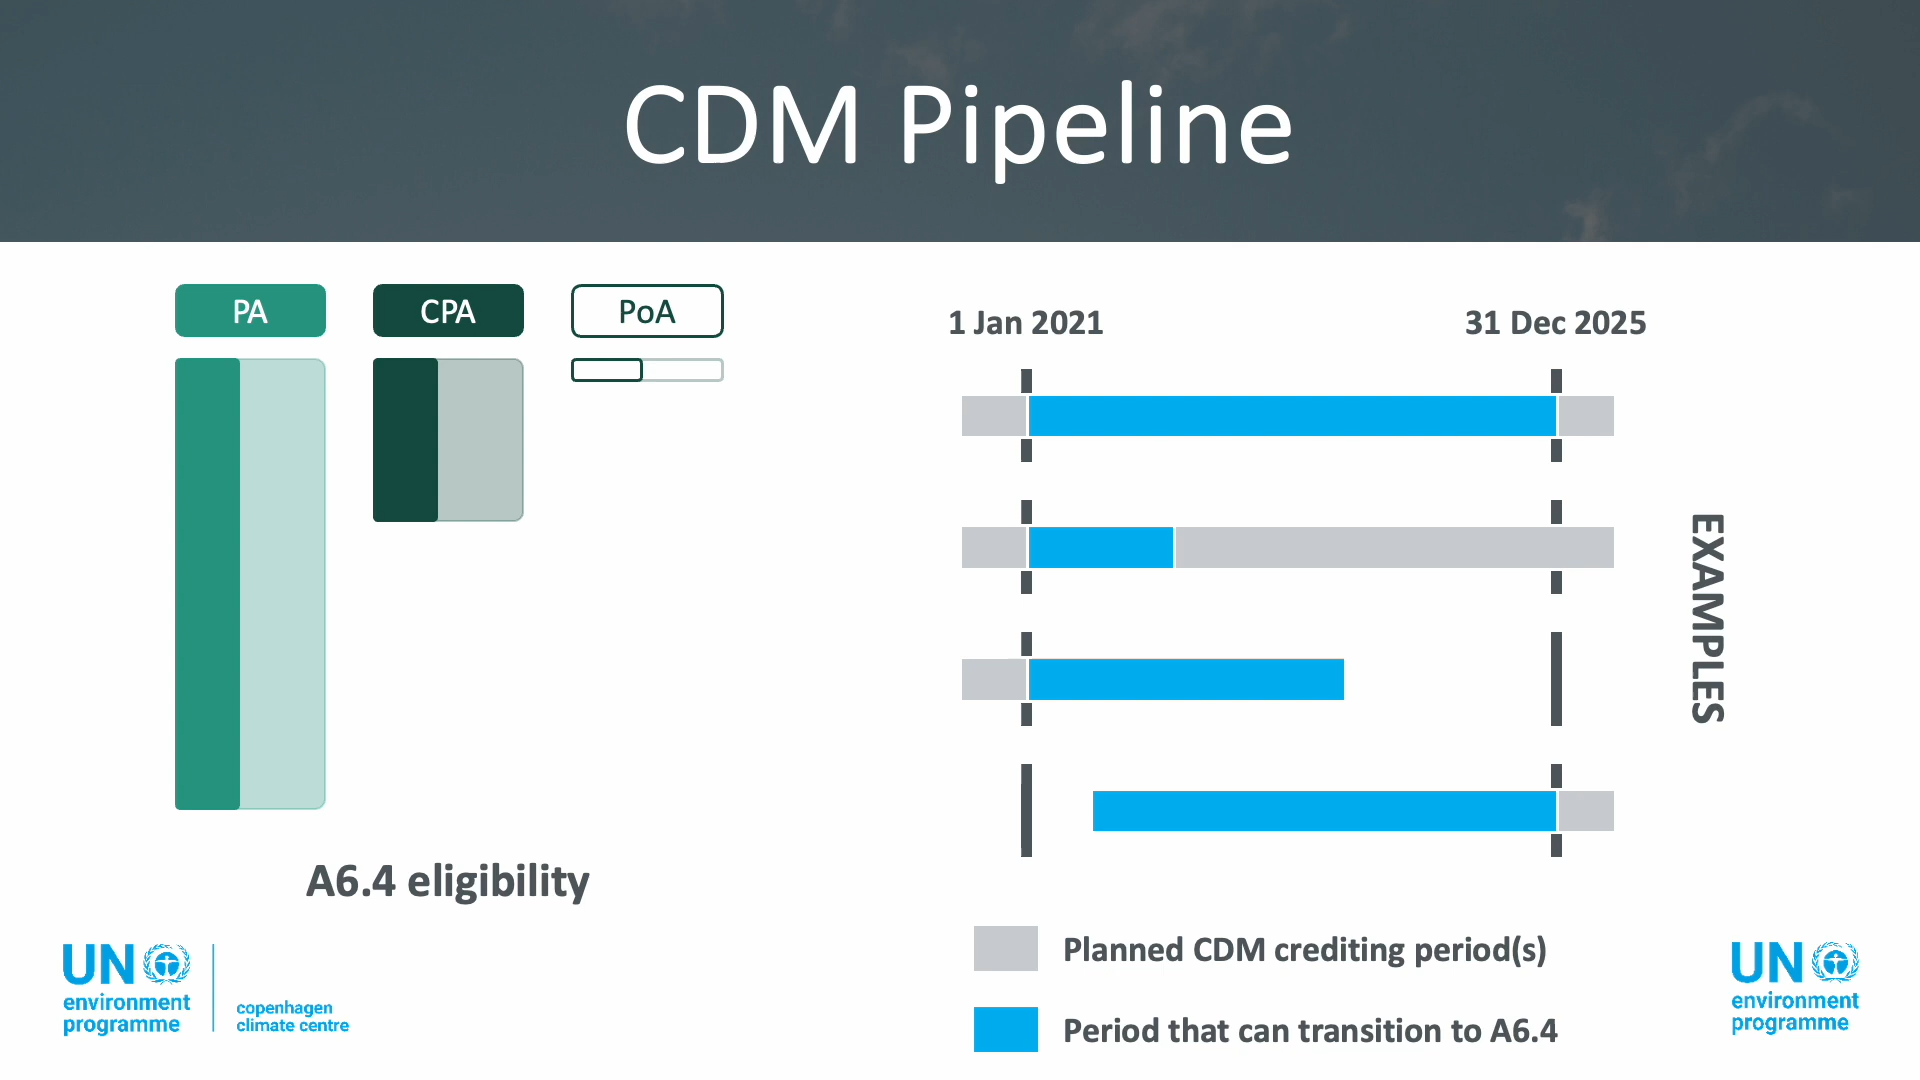 CDM Pipeline
PA
CPA
PoA
A6.4 eligibility
1 Jan 2021
31 Dec 2025
EXAMPLES
Planned CDM crediting period(s)
Period that can transition to A6.4
UN
environment
programme
copenhagen
climate centre
UN
environment
programme